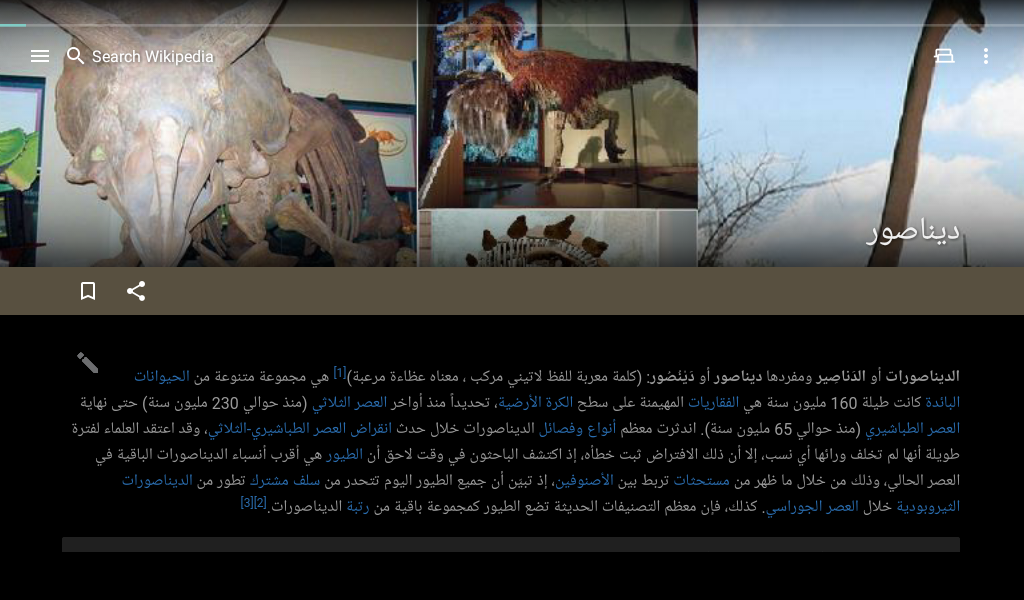 Search Wikipedia
ديناصور
الديناصورات أو الدَناصِير ومفردها ديناصور أو دَيْنُصُور: (كلمة معربة للفظ لاتيني مركب ، معناه عظاءة مرعبة)[1] هي مجموعة متنوعة من الحيوانات
البائدة كانت طيلة 160 مليون سنة هي الفقاريات المهيمنة على سطح الكرة الأرضية، تحديداً منذ أواخر العصر الثلاثي (منذ حوالي 230 مليون سنة) حتى نهاية
العصر الطباشيري (منذ حوالي 65 مليون سنة). اندثرت معظم أنواع وفصائل الديناصورات خلال حدث انقراض العصر الطباشيري-الثلاثي، وقد اعتقد العلماء لفترة
طويلة أنها لم تخلف ورائها أي نسب، إلا أن ذلك الافتراض ثبت خطأه، إذ اكتشف الباحثون في وقت لاحق أن الطيور هي أقرب أنسباء الديناصورات الباقية في
العصر الحالي، وذلك من خلال ما ظهر من مستحثات تربط بين الأصنوفين، إذ تبيّن أن جميع الطيور اليوم تتحدر من سلف مشترك تطور من الديناصورات
الثيروبودية خلال العصر الجوراسي. كذلك، فإن معظم التصنيفات الحديثة تضع الطيور كمجموعة باقية من رتبة الديناصورات.[2][3]